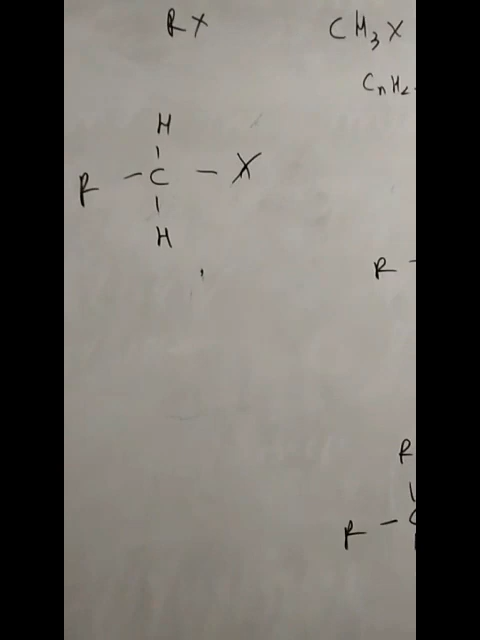 RX
CH3X
CnH2
H
R - C - X
H
R -
R
R - C